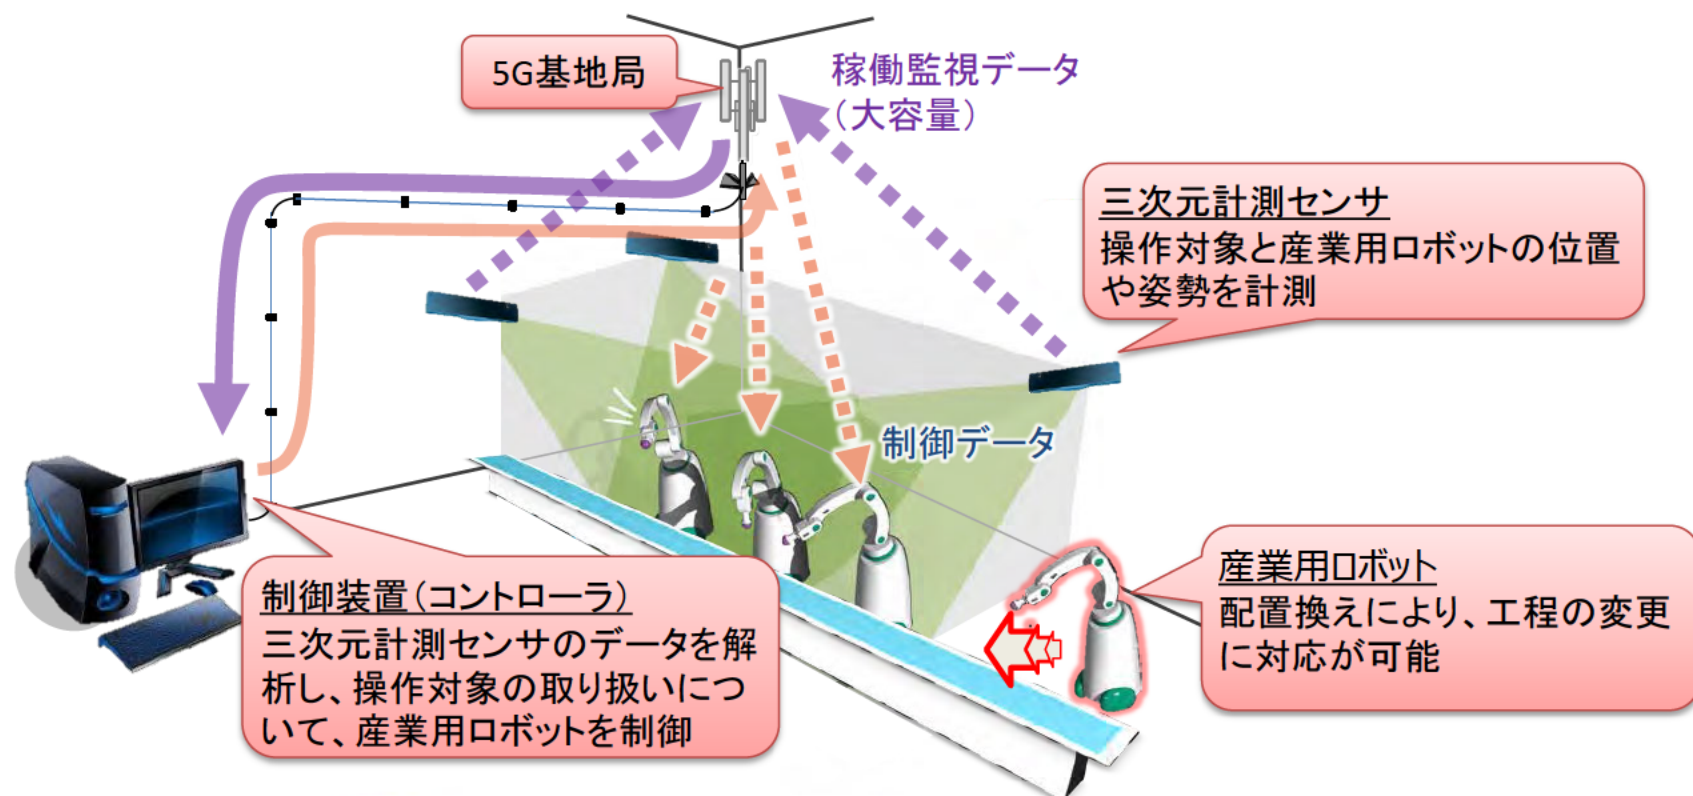 5G基地局
稼働監視データ
（大容量）
三次元計測センサ
操作対象と産業用ロボットの位置
や姿勢を計測
制御データ
産業用ロボット
配置換えにより、工程の変更
に対応が可能
制御装置（コントローラ）
三次元計測センサのデータを解
析し、操作対象の取り扱いにつ
いて、産業用ロボットを制御